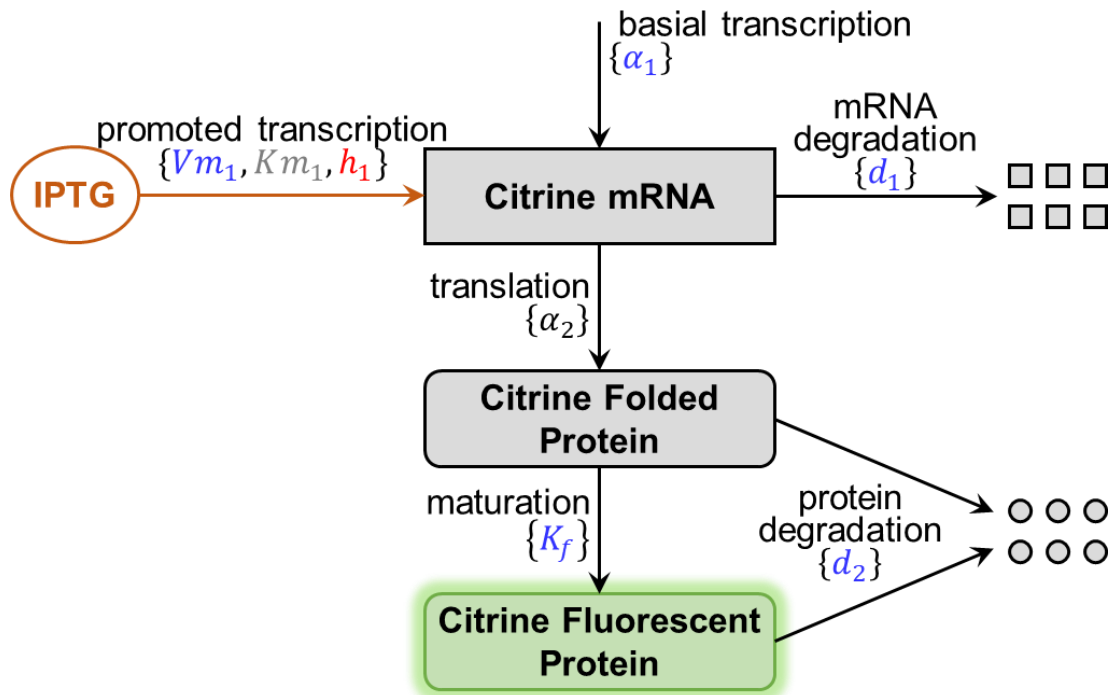 basial transcription
{α₁}
promoted transcription
{Vm₁, Km₁, h₁}
mRNA
degradation
{d₁}
IPTG
Citrine mRNA
translation
{α₂}
Citrine Folded
Protein
maturation
{K_f}
protein
degradation
{d₂}
Citrine Fluorescent
Protein